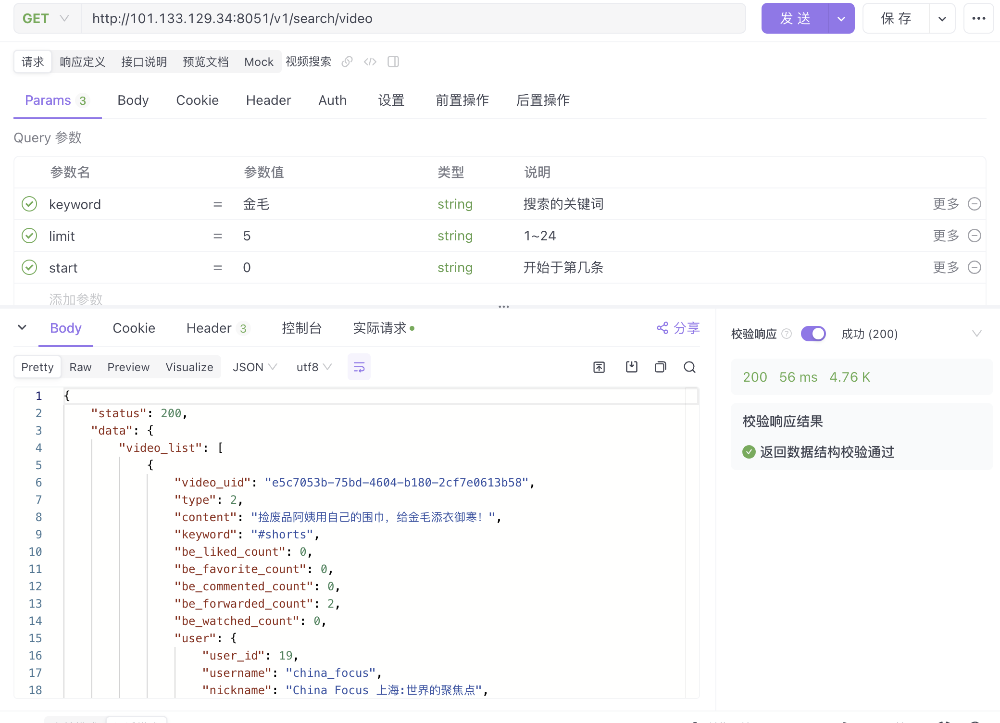 GET http://101.133.129.34:8051/v1/search/video 发送 保存
请求 响应定义 接口说明 预览文档 Mock 视频搜索
Params 3 Body Cookie Header Auth 设置 前置操作 后置操作
Query 参数
参数名 参数值 类型 说明
keyword = 金毛 string 搜索的关键词 更多
limit = 5 string 1~24 更多
start = 0 string 开始于第几条 更多
添加参数
Body Cookie Header 3 控制台 实际请求 分享
Pretty Raw Preview Visualize JSON utf8
1 {
2 "status": 200,
3 "data": {
4 "video_list": [
5 {
6 "video_uid": "e5c7053b-75bd-4604-b180-2cf7e0613b58",
7 "type": 2,
8 "content": "捡废品阿姨用自己的围巾，给金毛添衣御寒！",
9 "keyword": "#shorts",
10 "be_liked_count": 0,
11 "be_favorite_count": 0,
12 "be_commented_count": 0,
13 "be_forwarded_count": 2,
14 "be_watched_count": 0,
15 "user": {
16 "user_id": 19,
17 "username": "china_focus",
18 "nickname": "China Focus 上海:世界的聚焦点",
校验响应 ? 成功 (200)
200 56 ms 4.76 K
校验响应结果
返回数据结构校验通过